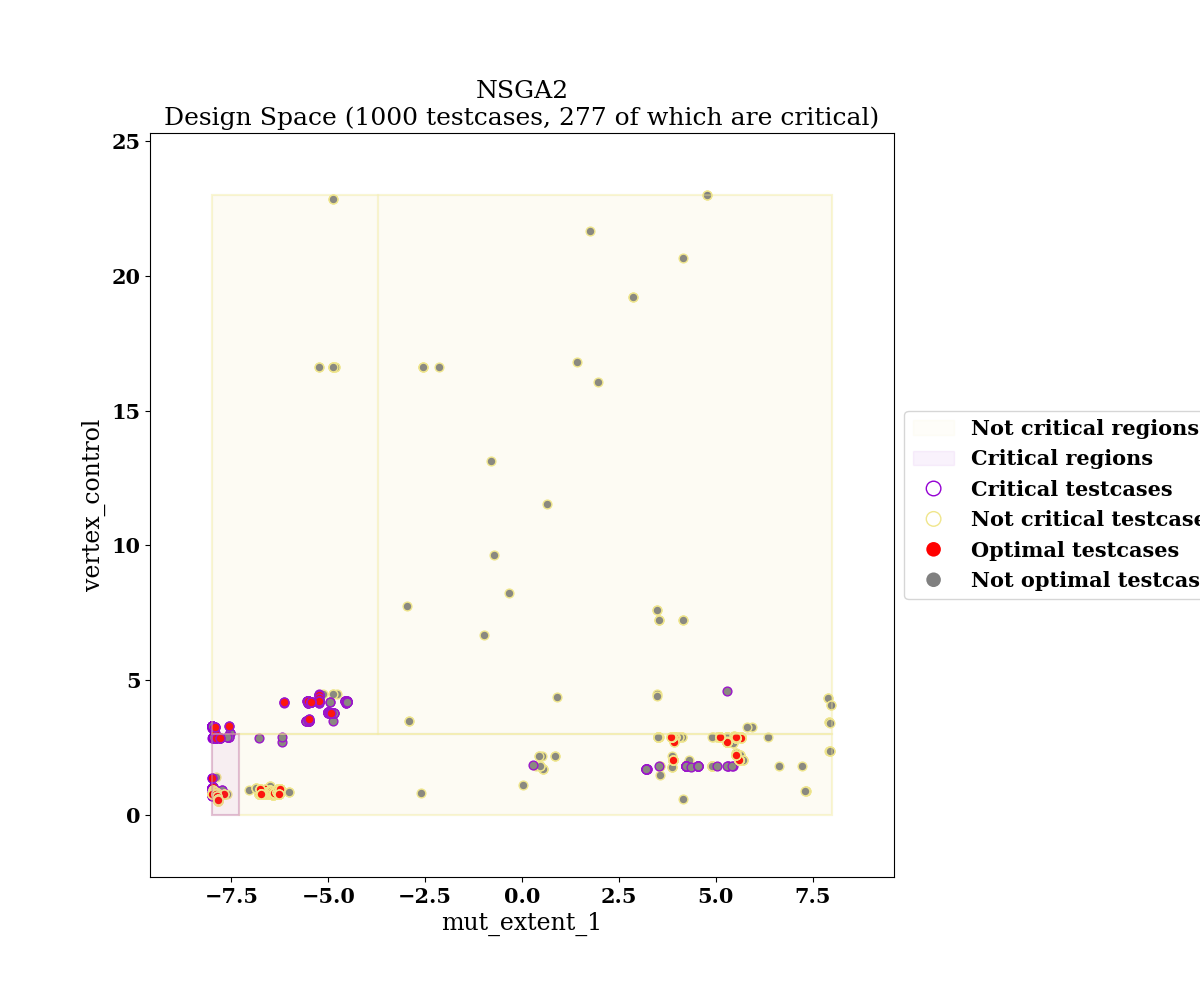 NSGA2
Design Space (1000 testcases, 277 of which are critical)
25
20
15
10
5
0
vertex_control
−7.5
−5.0
−2.5
0.0
2.5
5.0
7.5
mut_extent_1
Not critical regions
Critical regions
Critical testcases
Not critical testcase
Optimal testcases
Not optimal testcas